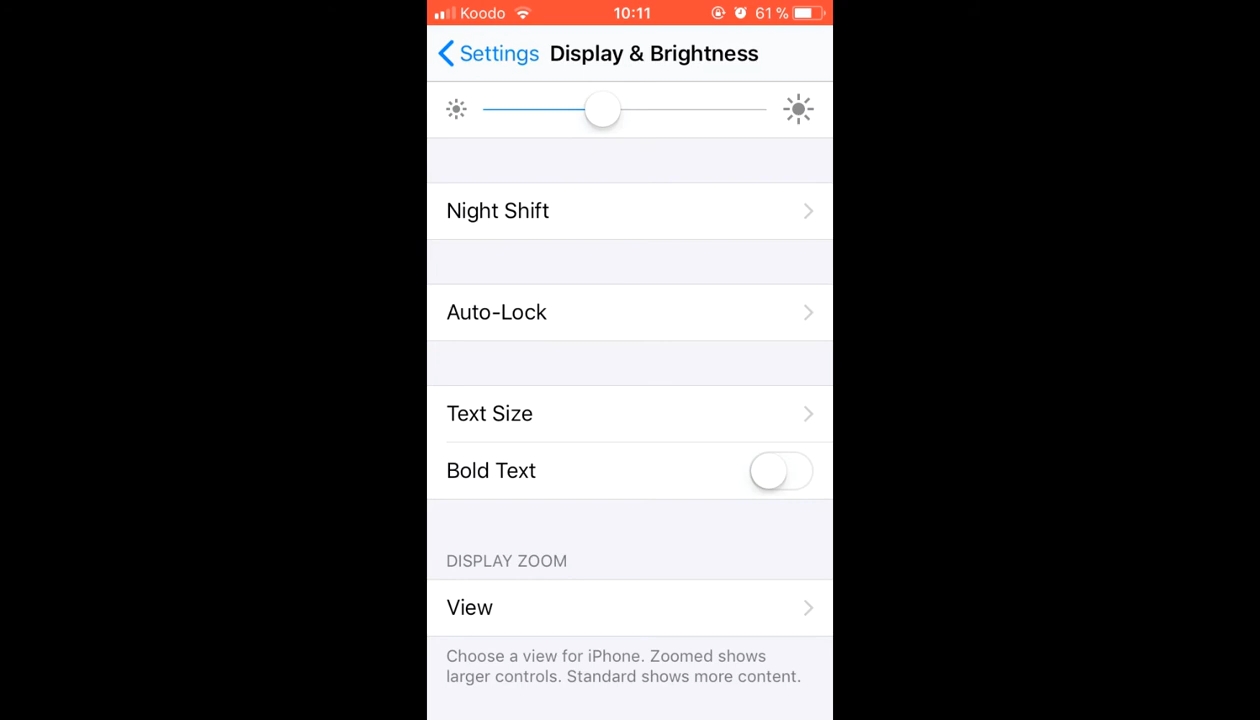 Koodo 10:11 61 %
Settings Display & Brightness
Night Shift
Auto-Lock
Text Size
Bold Text
DISPLAY ZOOM
View
Choose a view for iPhone. Zoomed shows
larger controls. Standard shows more content.